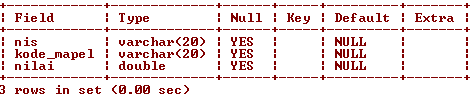 +------------+-------------+------+-----+---------+-------+
| Field      | Type        | Null | Key | Default | Extra |
+------------+-------------+------+-----+---------+-------+
| nis        | varchar(20) | YES  |     | NULL    |       |
| kode_mapel | varchar(20) | YES  |     | NULL    |       |
| nilai      | double      | YES  |     | NULL    |       |
+------------+-------------+------+-----+---------+-------+
3 rows in set (0.00 sec)